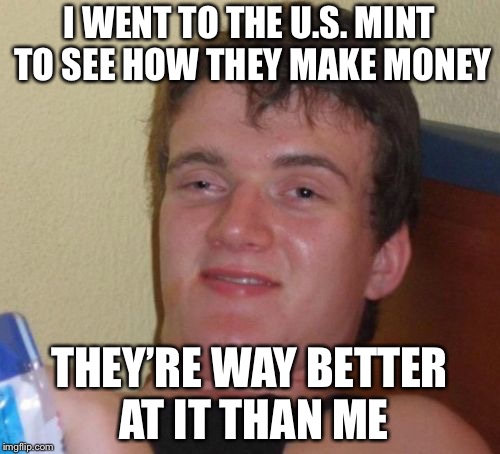 I WENT TO THE U.S. MINT
TO SEE HOW THEY MAKE MONEY
THEY’RE WAY BETTER
AT IT THAN ME
imgflip.com